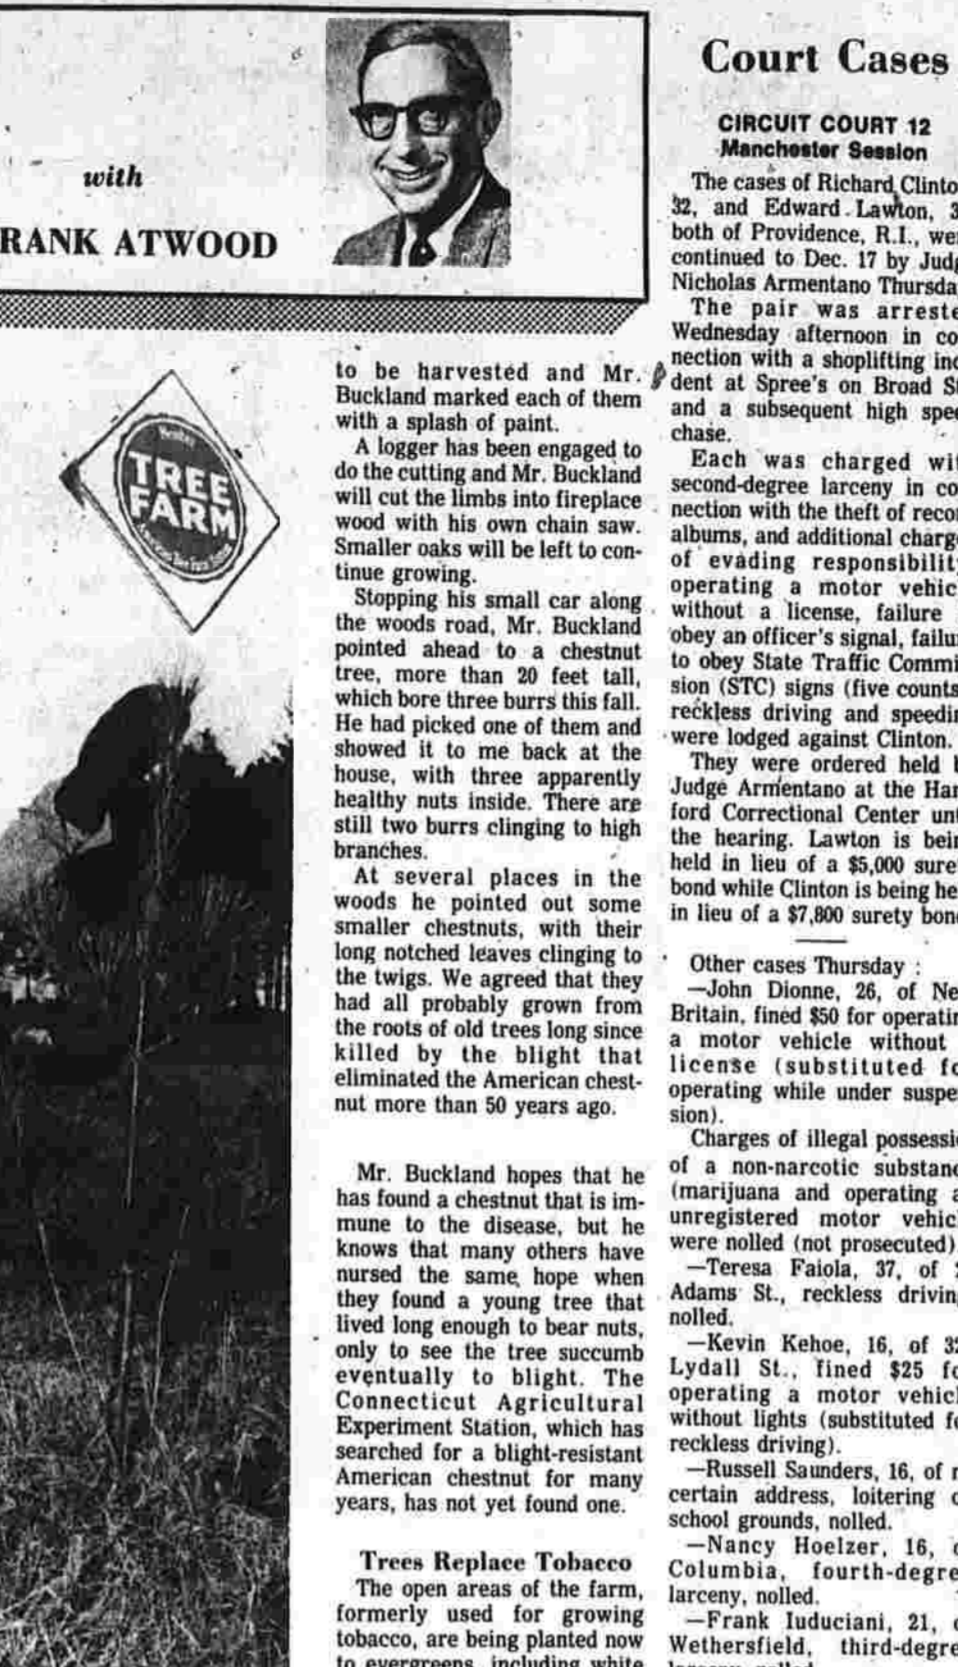 with
RANK ATWOOD
Member
TREE
FARM
to be harvested and Mr.
Buckland marked each of them
with a splash of paint.
A logger has been engaged to
do the cutting and Mr. Buckland
will cut the limbs into fireplace
wood with his own chain saw.
Smaller oaks will be left to con-
tinue growing.
Stopping his small car along
the woods road, Mr. Buckland
pointed ahead to a chestnut
tree, more than 20 feet tall,
which bore three burrs this fall.
He had picked one of them and
showed it to me back at the
house, with three apparently
healthy nuts inside. There are
still two burrs clinging to high
branches.
At several places in the
woods he pointed out some
smaller chestnuts, with their
long notched leaves clinging to
the twigs. We agreed that they
had all probably grown from
the roots of old trees long since
killed by the blight that
eliminated the American chest-
nut more than 50 years ago.
Mr. Buckland hopes that he
has found a chestnut that is im-
mune to the disease, but he
knows that many others have
nursed the same hope when
they found a young tree that
lived long enough to bear nuts,
only to see the tree succumb
eventually to blight. The
Connecticut Agricultural
Experiment Station, which has
searched for a blight-resistant
American chestnut for many
years, has not yet found one.
Trees Replace Tobacco
The open areas of the farm,
formerly used for growing
tobacco, are being planted now
to evergreens, including white
Court Cases
CIRCUIT COURT 12
Manchester Session
The cases of Richard Clinto
32, and Edward Lawton, 3
both of Providence, R.I., wer
continued to Dec. 17 by Judg
Nicholas Armentano Thursda
The pair was arreste
Wednesday afternoon in co
nection with a shoplifting inc
dent at Spree's on Broad St
and a subsequent high spee
chase.
Each was charged wit
second-degree larceny in co
nection with the theft of recor
albums, and additional charge
of evading responsibility
operating a motor vehicl
without a license, failure
obey an officer's signal, failur
to obey State Traffic Commi
sion (STC) signs (five counts
reckless driving and speedin
were lodged against Clinton.
They were ordered held b
Judge Armentano at the Har
ford Correctional Center unt
the hearing. Lawton is bein
held in lieu of a $5,000 suret
bond while Clinton is being he
in lieu of a $7,800 surety bond
Other cases Thursday :
—John Dionne, 26, of Ne
Britain, fined $50 for operatin
a motor vehicle without
license (substituted fo
operating while under suspe
sion).
Charges of illegal possessio
of a non-narcotic substanc
(marijuana and operating a
unregistered motor vehicl
were nolled (not prosecuted)
—Teresa Faiola, 37, of
Adams St., reckless driving
nolled.
—Kevin Kehoe, 16, of 32
Lydall St., fined $25 fo
operating a motor vehicl
without lights (substituted fo
reckless driving).
—Russell Saunders, 16, of n
certain address, loitering o
school grounds, nolled.
—Nancy Hoelzer, 16, o
Columbia, fourth-degre
larceny, nolled.
—Frank Iuduciani, 21, o
Wethersfield, third-degre
larceny, nolled